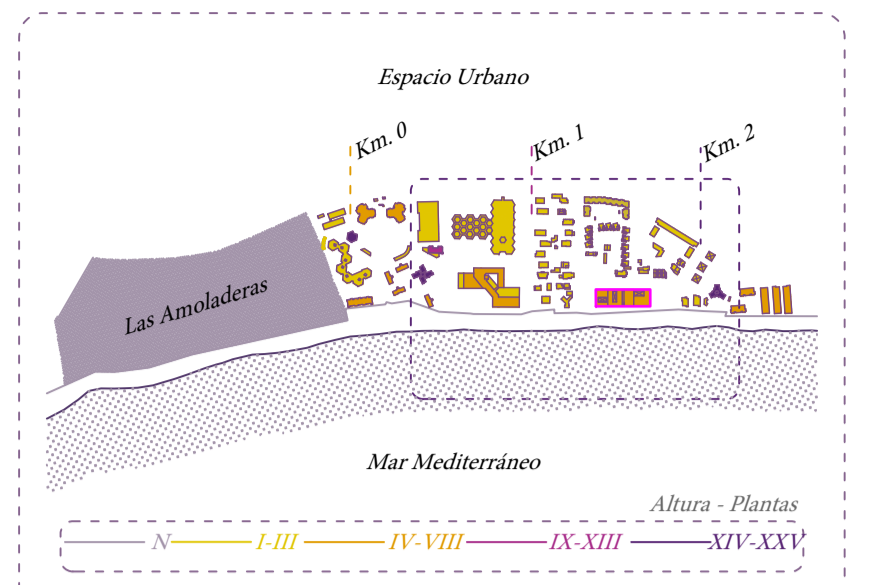 Espacio Urbano
Km. 0
Km. 1
Km. 2
Las Amoladeras
Mar Mediterráneo
Altura - Plantas
N I-III IV-VIII IX-XIII XIV-XXV